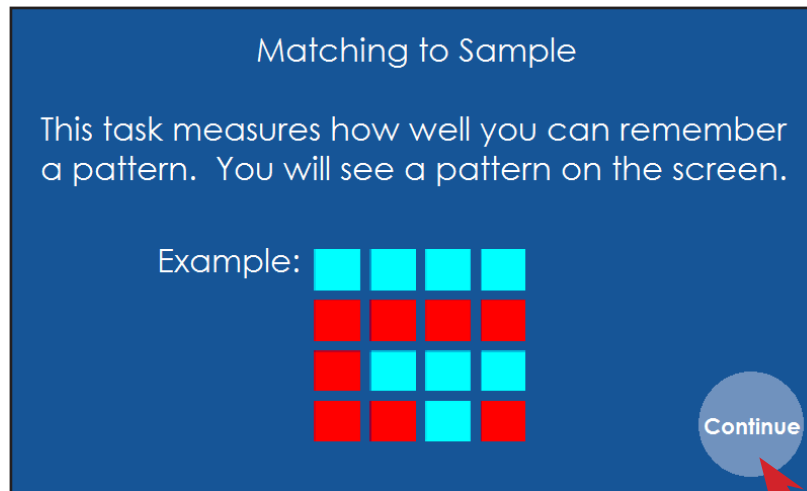 Matching to Sample
This task measures how well you can remember
a pattern.  You will see a pattern on the screen.
Example:
Continue